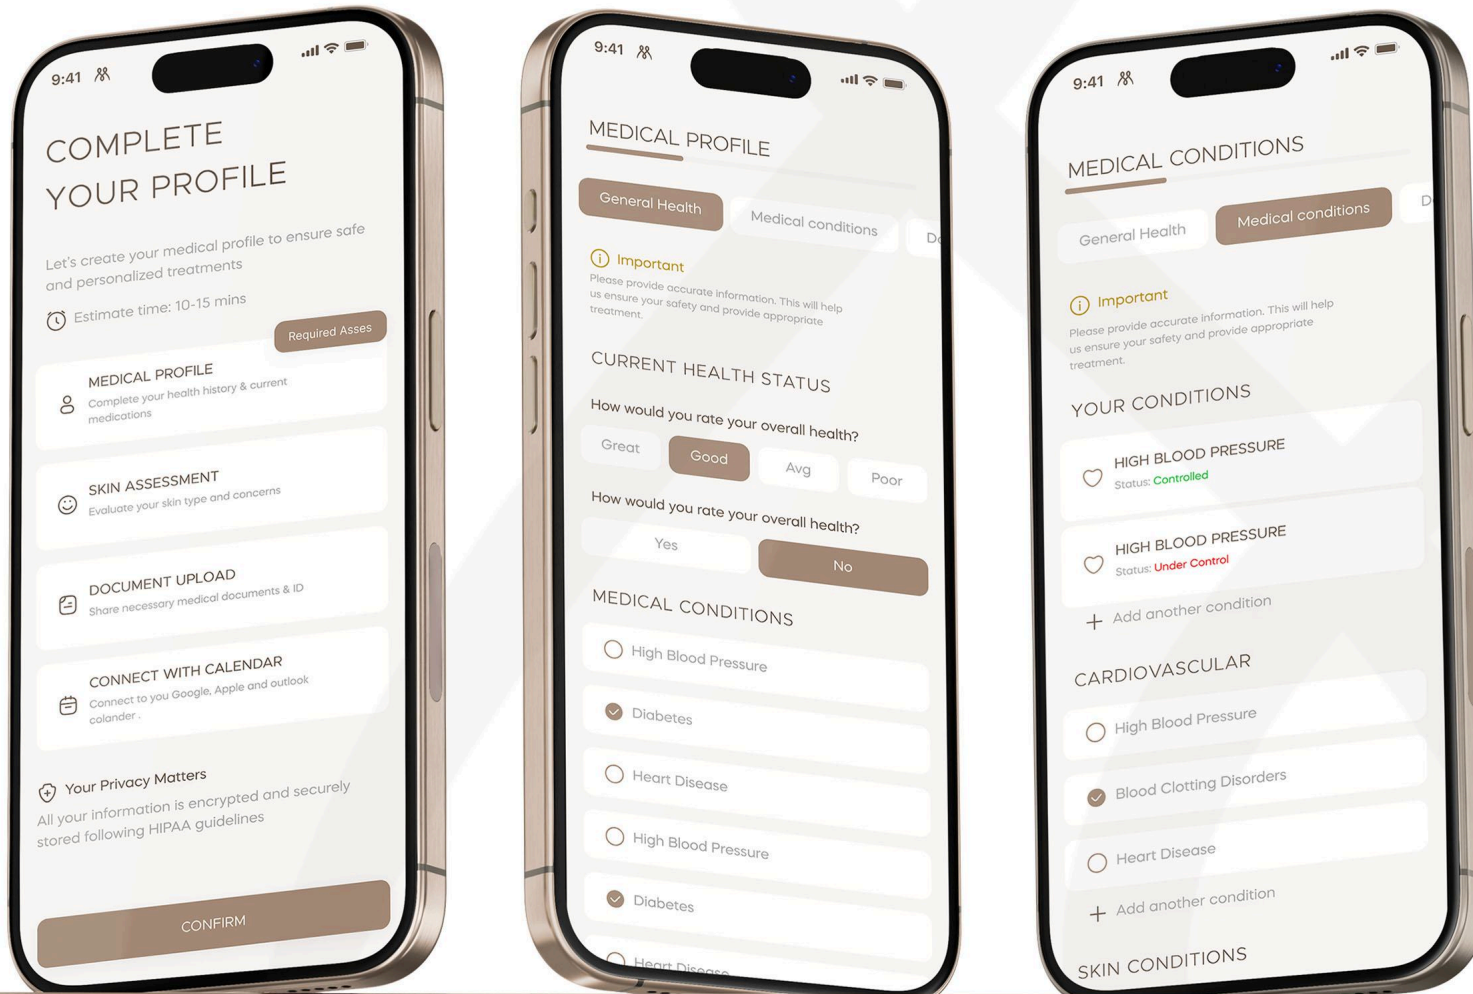 9:41
COMPLETE
YOUR PROFILE
Let's create your medical profile to ensure safe
and personalized treatments
Estimate time: 10-15 mins
Required Asses
MEDICAL PROFILE
Complete your health history & current
medications
SKIN ASSESSMENT
Evaluate your skin type and concerns
DOCUMENT UPLOAD
Share necessary medical documents & ID
CONNECT WITH CALENDAR
Connect to you Google, Apple and outlook
colander .
Your Privacy Matters
All your information is encrypted and securely
stored following HIPAA guidelines
CONFIRM
9:41
MEDICAL PROFILE
General Health
Medical conditions
Important
Please provide accurate information. This will help
us ensure your safety and provide appropriate
treatment.
CURRENT HEALTH STATUS
How would you rate your overall health?
Great
Good
Avg
Poor
How would you rate your overall health?
Yes
No
MEDICAL CONDITIONS
High Blood Pressure
Diabetes
Heart Disease
High Blood Pressure
Diabetes
Heart Disease
9:41
MEDICAL CONDITIONS
General Health
Medical conditions
Important
Please provide accurate information. This will help
us ensure your safety and provide appropriate
treatment.
YOUR CONDITIONS
HIGH BLOOD PRESSURE
Status: Controlled
HIGH BLOOD PRESSURE
Status: Under Control
Add another condition
CARDIOVASCULAR
High Blood Pressure
Blood Clotting Disorders
Heart Disease
Add another condition
SKIN CONDITIONS